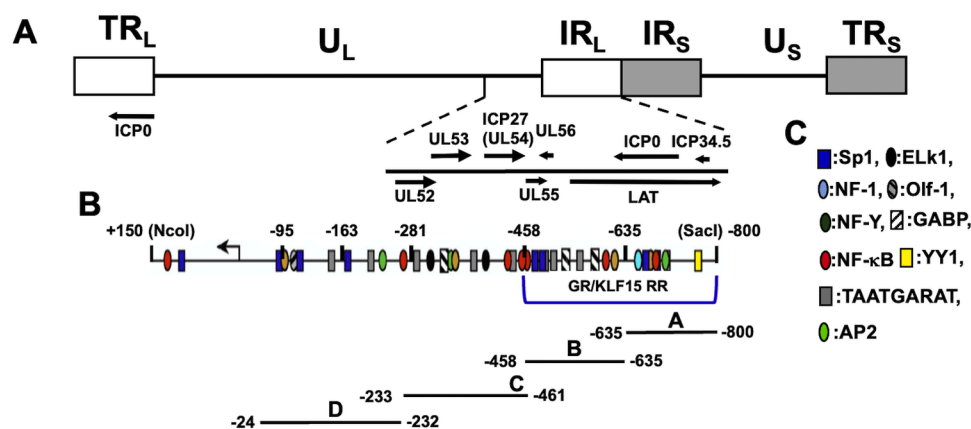 A
TRL
UL
IRL IRS
US
TRS
ICP0
UL53
ICP27
(UL54)
UL56
ICP0
ICP34.5
UL52
UL55
LAT
B
+150 (NcoI)
-95
-163
-281
-458
-635
(SacI)
-800
GR/KLF15 RR
-635
A
-800
-458
B
-635
-233
C
-461
-24
D
-232
C
:Sp1, :ELk1,
:NF-1, :Olf-1,
:NF-Y, :GABP,
:NF-κB :YY1,
:TAATGARAT,
:AP2